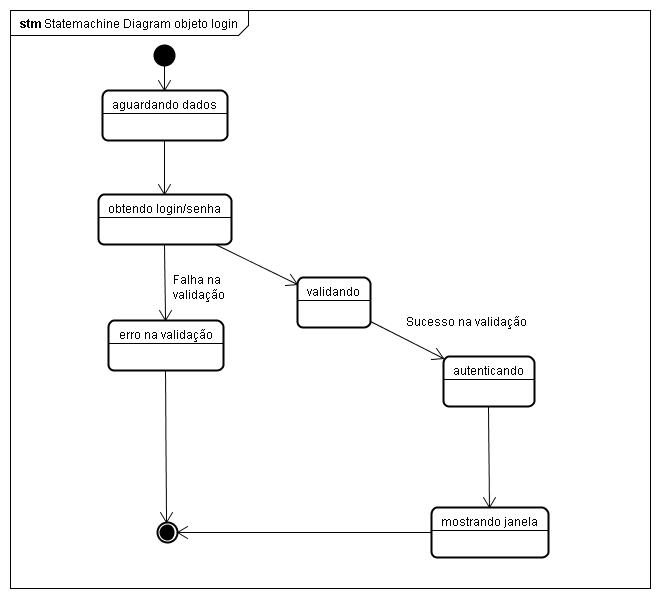 stm Statemachine Diagram objeto login
aguardando dados
obtendo login/senha
Falha na
validação
validando
Sucesso na validação
erro na validação
autenticando
mostrando janela